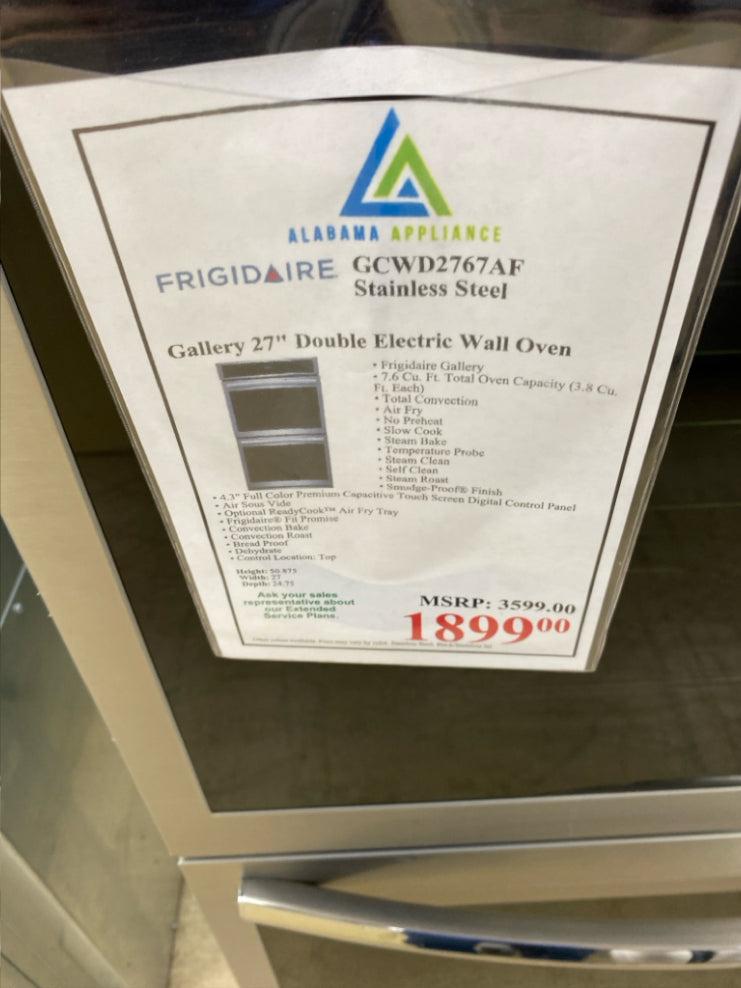 ALABAMA APPLIANCE
FRIGIDAIRE GCWD2767AF
Stainless Steel
Gallery 27" Double Electric Wall Oven
• Frigidaire Gallery
• 7.6 Cu. Ft. Total Oven Capacity (3.8 Cu.
Ft. Each)
• Total Convection
• Air Fry
• No Preheat
• Slow Cook
• Steam Bake
• Temperature Probe
• Steam Clean
• Self Clean
• Steam Roast
• Smudge-Proof® Finish
• 4.3" Full Color Premium Capacitive Touch Screen Digital Control Panel
• Air Sous Vide
• Optional ReadyCook™ Air Fry Tray
• Frigidaire® Fit Promise
• Convection Bake
• Convection Roast
• Bread Proof
• Dehydrate
• Control Location: Top
Height: 50.875
Width: 27
Depth: 24.75
Ask your sales
representative about
our Extended
Service Plans.
MSRP: 3599.00
1899⁰⁰